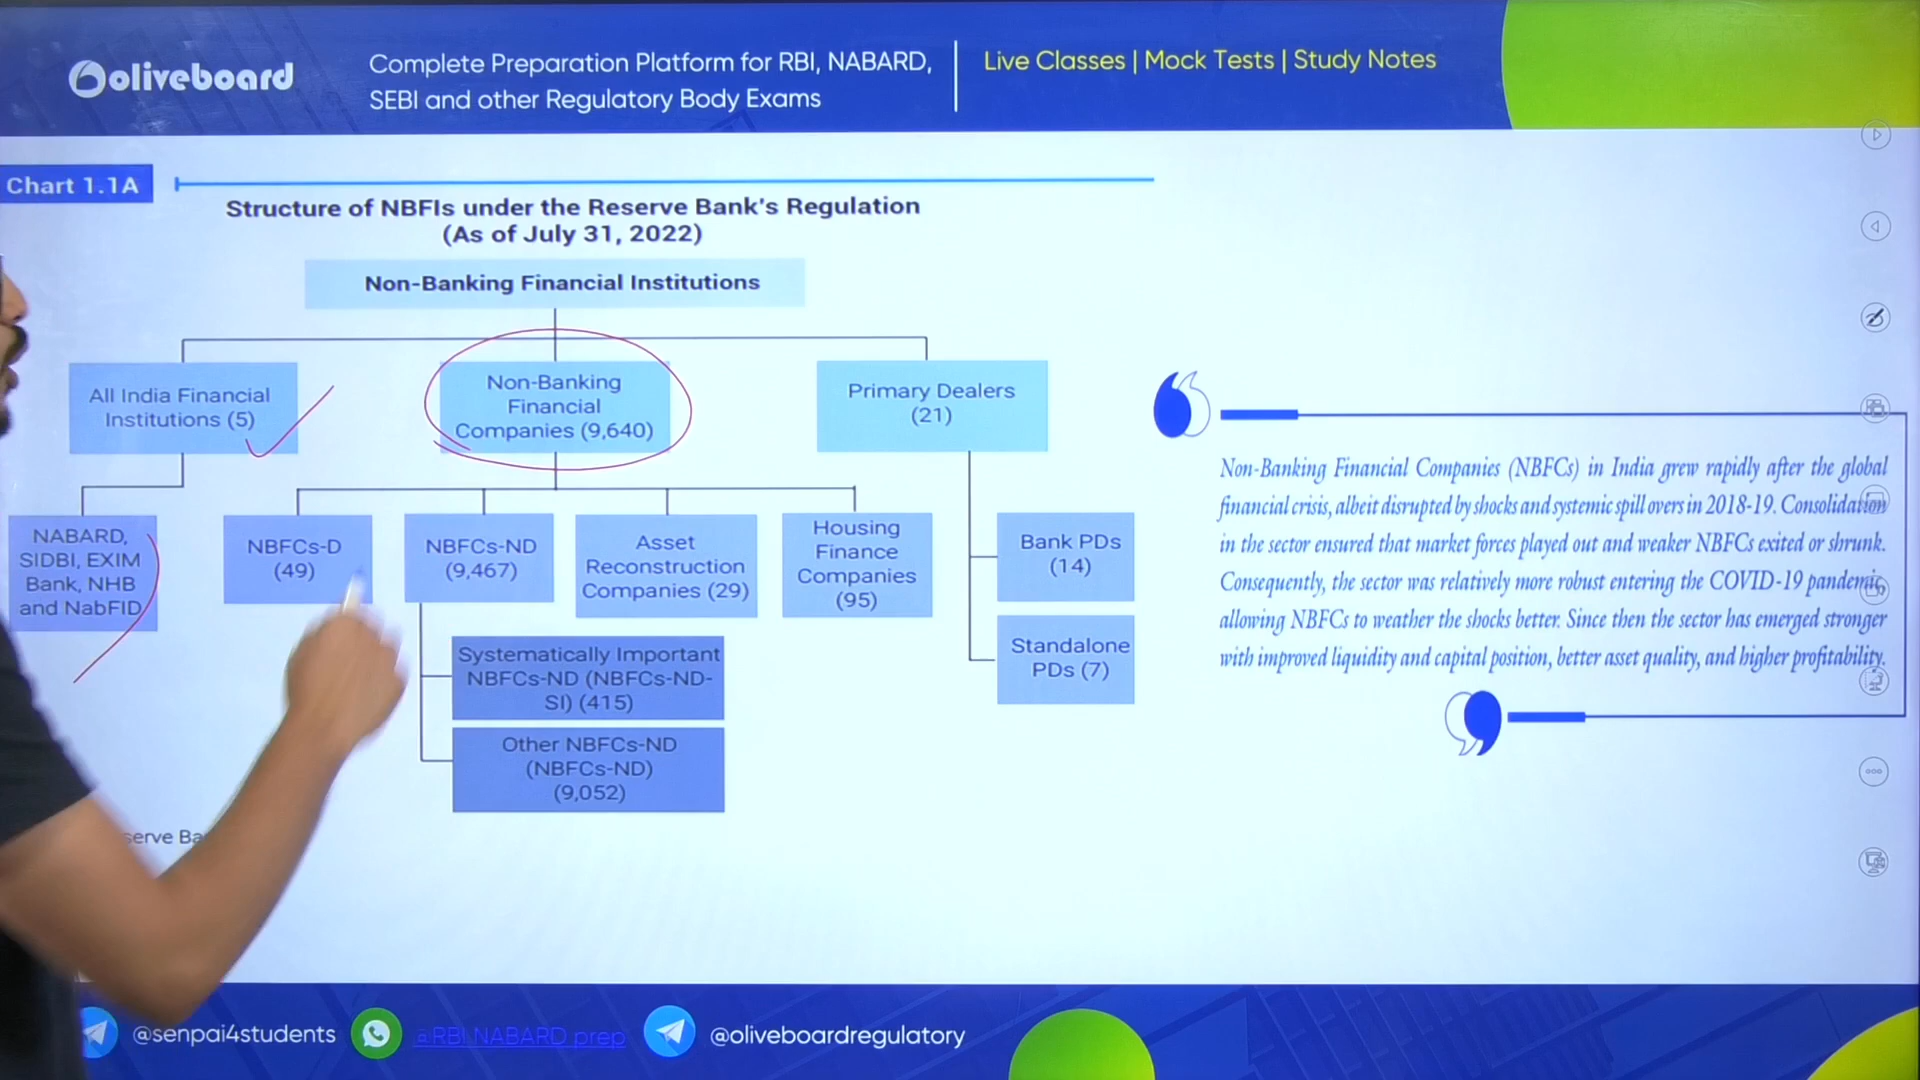 oliveboard
Complete Preparation Platform for RBI, NABARD,
SEBI and other Regulatory Body Exams
Live Classes | Mock Tests | Study Notes
Chart 1.1A
Structure of NBFIs under the Reserve Bank's Regulation
(As of July 31, 2022)
Non-Banking Financial Institutions
All India Financial
Institutions (5)
Non-Banking
Financial
Companies (9,640)
Primary Dealers
(21)
NABARD,
SIDBI, EXIM
Bank, NHB
and NabFID
NBFCs-D
(49)
NBFCs-ND
(9,467)
Asset
Reconstruction
Companies (29)
Housing
Finance
Companies
(95)
Bank PDs
(14)
Standalone
PDs (7)
Systematically Important
NBFCs-ND (NBFCs-ND-
SI) (415)
Other NBFCs-ND
(NBFCs-ND)
(9,052)
Non-Banking Financial Companies (NBFCs) in India grew rapidly after the global
financial crisis, albeit disrupted by shocks and systemic spill overs in 2018-19. Consolidation
in the sector ensured that market forces played out and weaker NBFCs exited or shrunk.
Consequently, the sector was relatively more robust entering the COVID-19 pandemic,
allowing NBFCs to weather the shocks better. Since then the sector has emerged stronger
with improved liquidity and capital position, better asset quality, and higher profitability.
@senpai4students
@RBI NABARD prep
@oliveboardregulatory